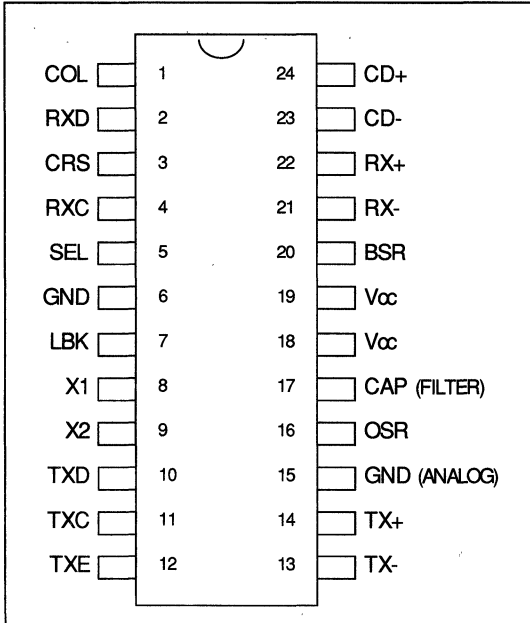 COL 1 24 CD+
RXD 2 23 CD-
CRS 3 22 RX+
RXC 4 21 RX-
SEL 5 20 BSR
GND 6 19 Vcc
LBK 7 18 Vcc
X1 8 17 CAP (FILTER)
X2 9 16 OSR
TXD 10 15 GND (ANALOG)
TXC 11 14 TX+
TXE 12 13 TX-